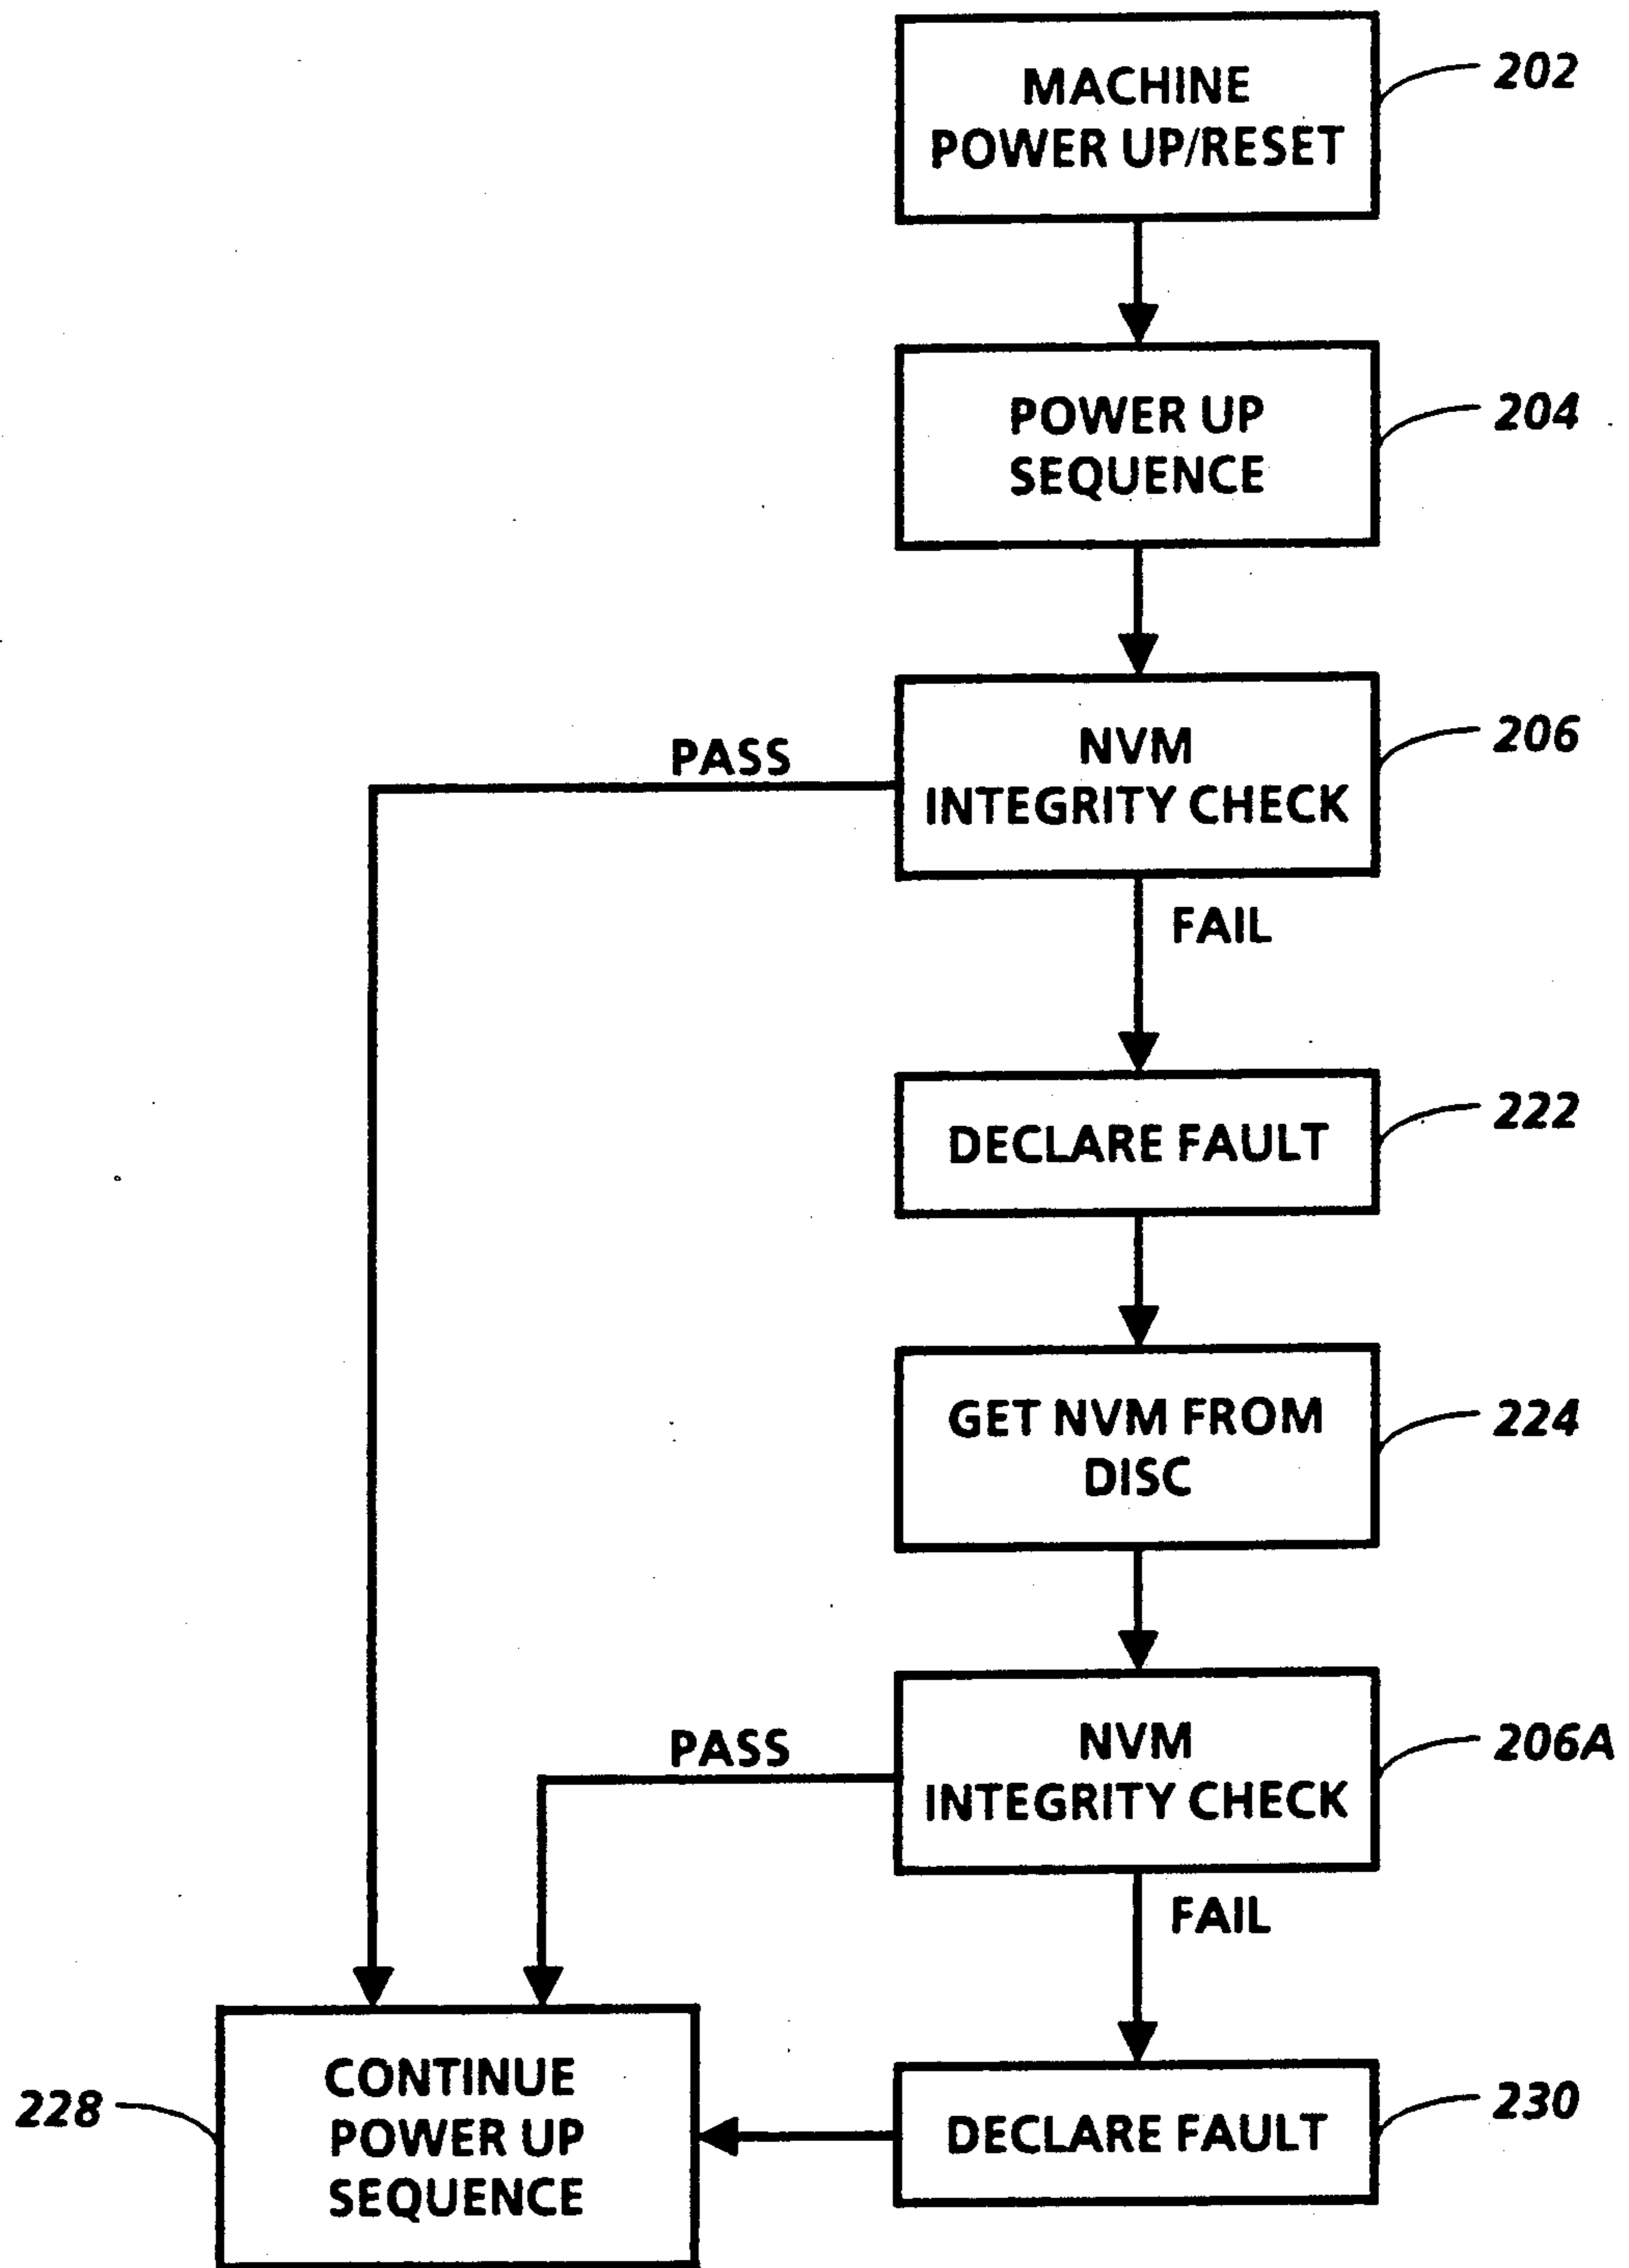 MACHINE
POWER UP/RESET
202
POWER UP
SEQUENCE
204
NVM
INTEGRITY CHECK
206
PASS
FAIL
DECLARE FAULT
222
GET NVM FROM
DISC
224
NVM
INTEGRITY CHECK
206A
PASS
FAIL
CONTINUE
POWER UP
SEQUENCE
228
DECLARE FAULT
230